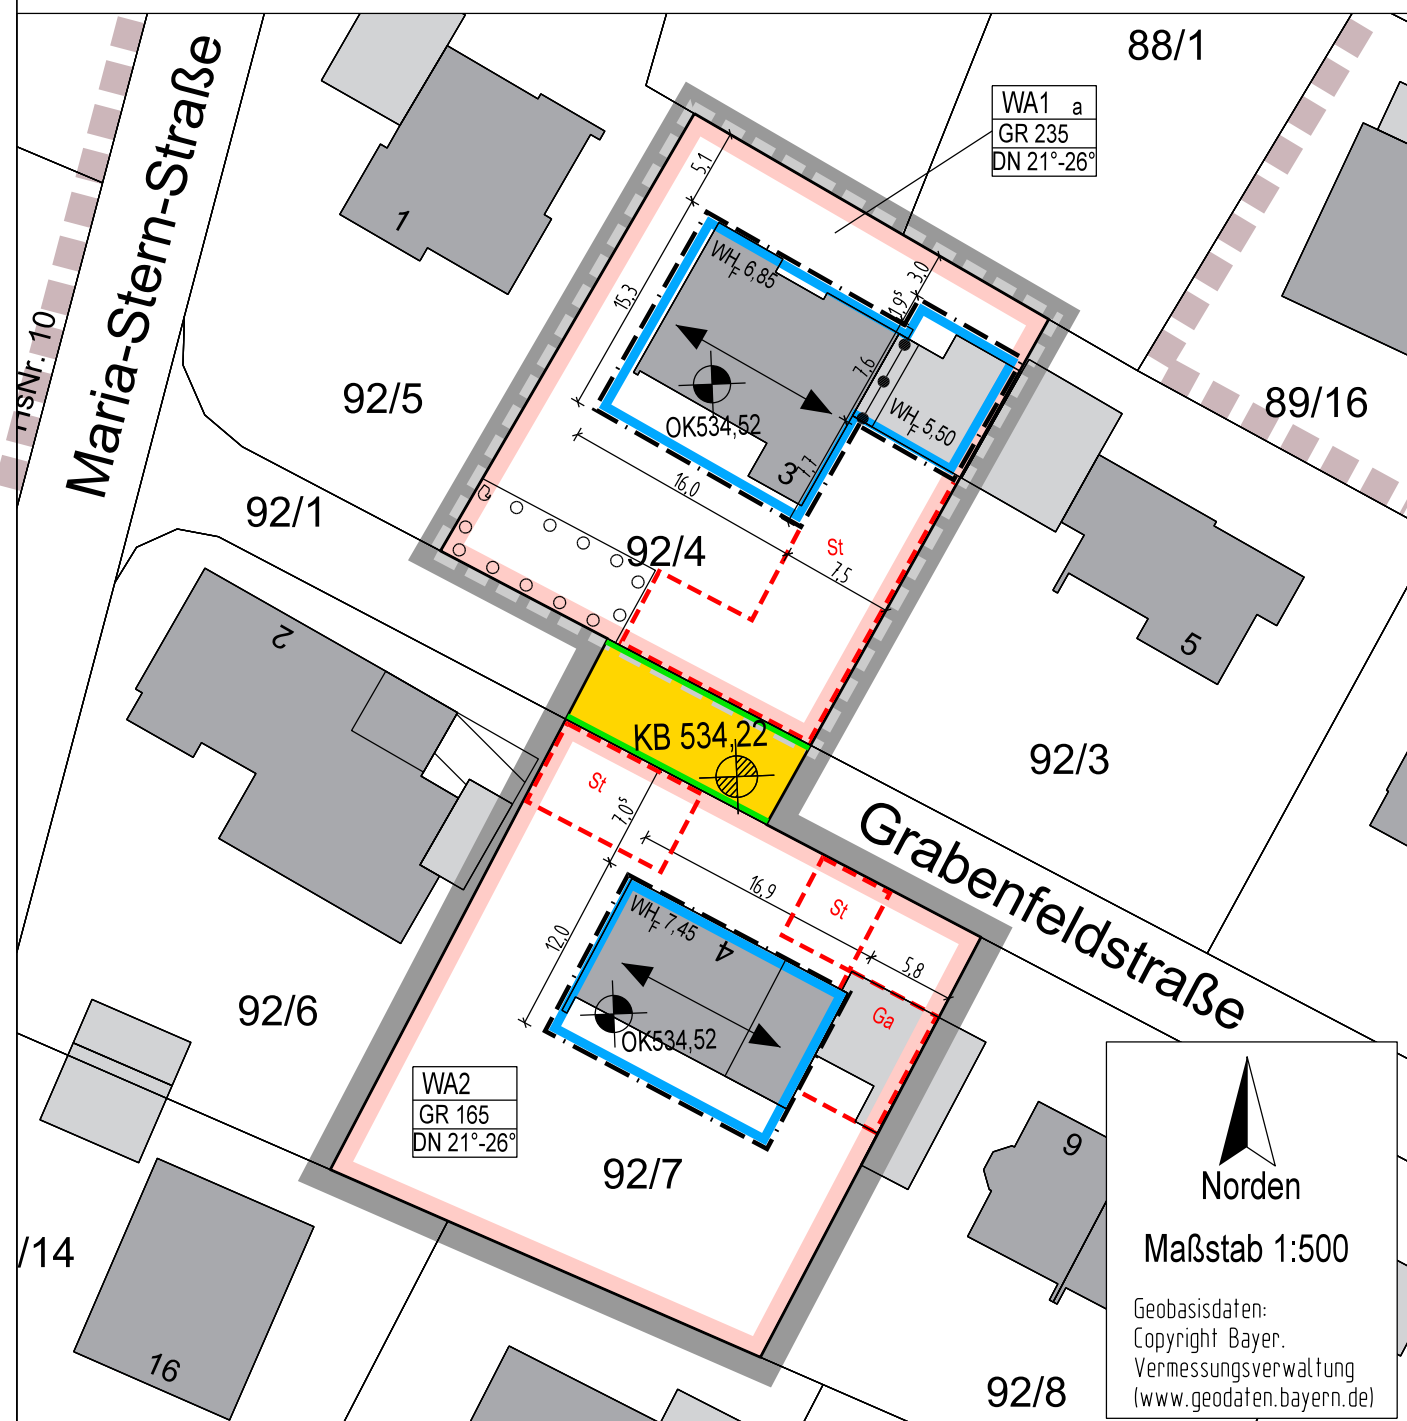 88/1
WA1 a
GR 235
DN 21°-26°
Maria-Stern-Straße
HsNr. 10
1
5,1
WH F 6,85
15,3
3,0
1,9⁵
7,6
92/5
89/16
OK534,52
WH F 5,50
3
7,7
16,0
92/1
92/4
St
7,5
5
2
KB 534,22
92/3
St
7,0⁵
Grabenfeldstraße
16,9
St
WH F 7,45
4
12,0
5,8
Ga
92/6
OK534,52
WA2
GR 165
DN 21°-26°
92/7
9
/14
16
92/8
Norden
Maßstab 1:500
Geobasisdaten:
Copyright Bayer.
Vermessungsverwaltung
(www.geodaten.bayern.de)